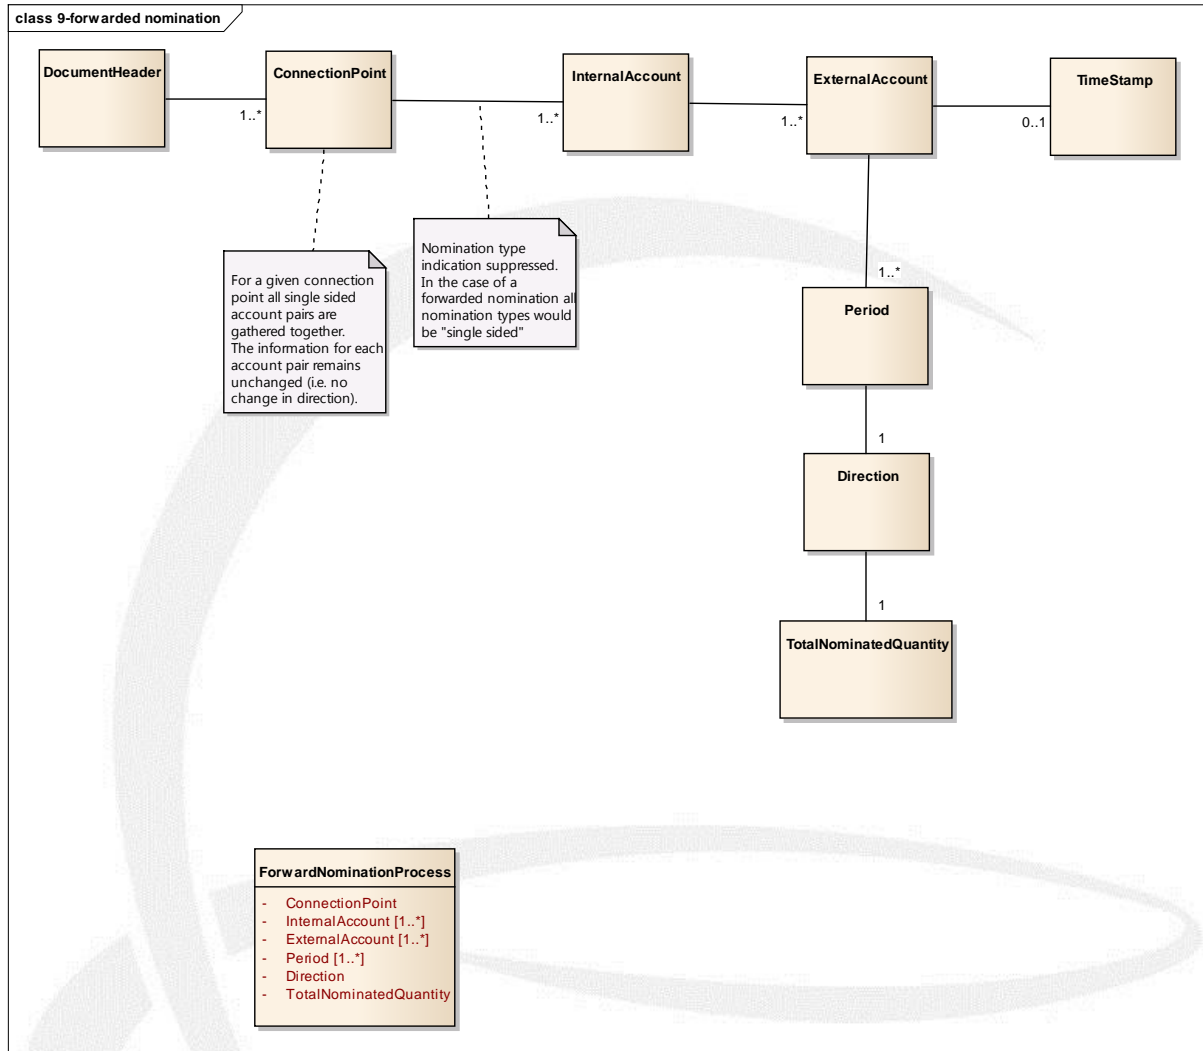 class 9-forwarded nomination
DocumentHeader
ConnectionPoint
InternalAccount
ExternalAccount
TimeStamp
1..*
1..*
1..*
0..1
For a given connection
point all single sided
account pairs are
gathered together.
The information for each
account pair remains
unchanged (i.e. no
change in direction).
Nomination type
indication suppressed.
In the case of a
forwarded nomination all
nomination types would
be "single sided"
1..*
Period
1
Direction
1
TotalNominatedQuantity
ForwardNominationProcess
- ConnectionPoint
- InternalAccount [1..*]
- ExternalAccount [1..*]
- Period [1..*]
- Direction
- TotalNominatedQuantity